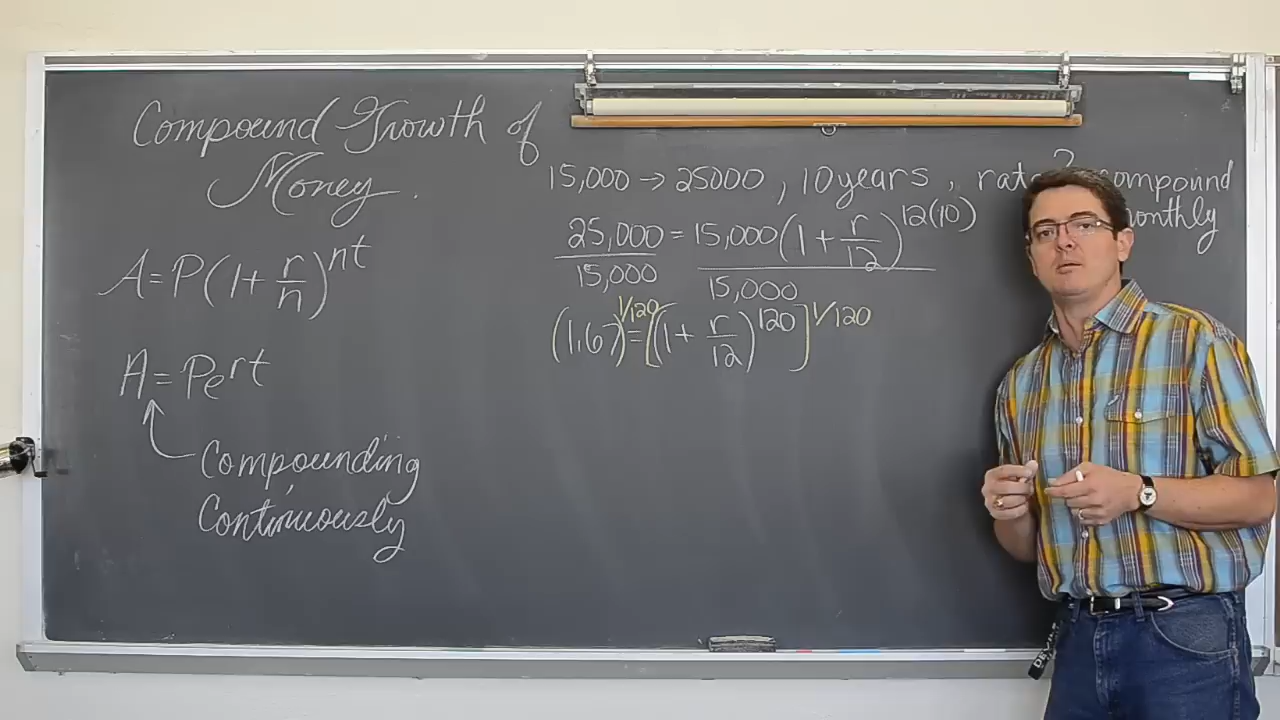 Compound Growth of
Money.
A=P(1+r/n)^nt
A=Pe^rt
Compounding
Continuously
15,000→25000, 10 years, rate? compound
monthly
25,000/15,000 = 15,000(1+r/12)^12(10)/15,000
(1.67)^1/120=[(1+r/12)^120]^1/120